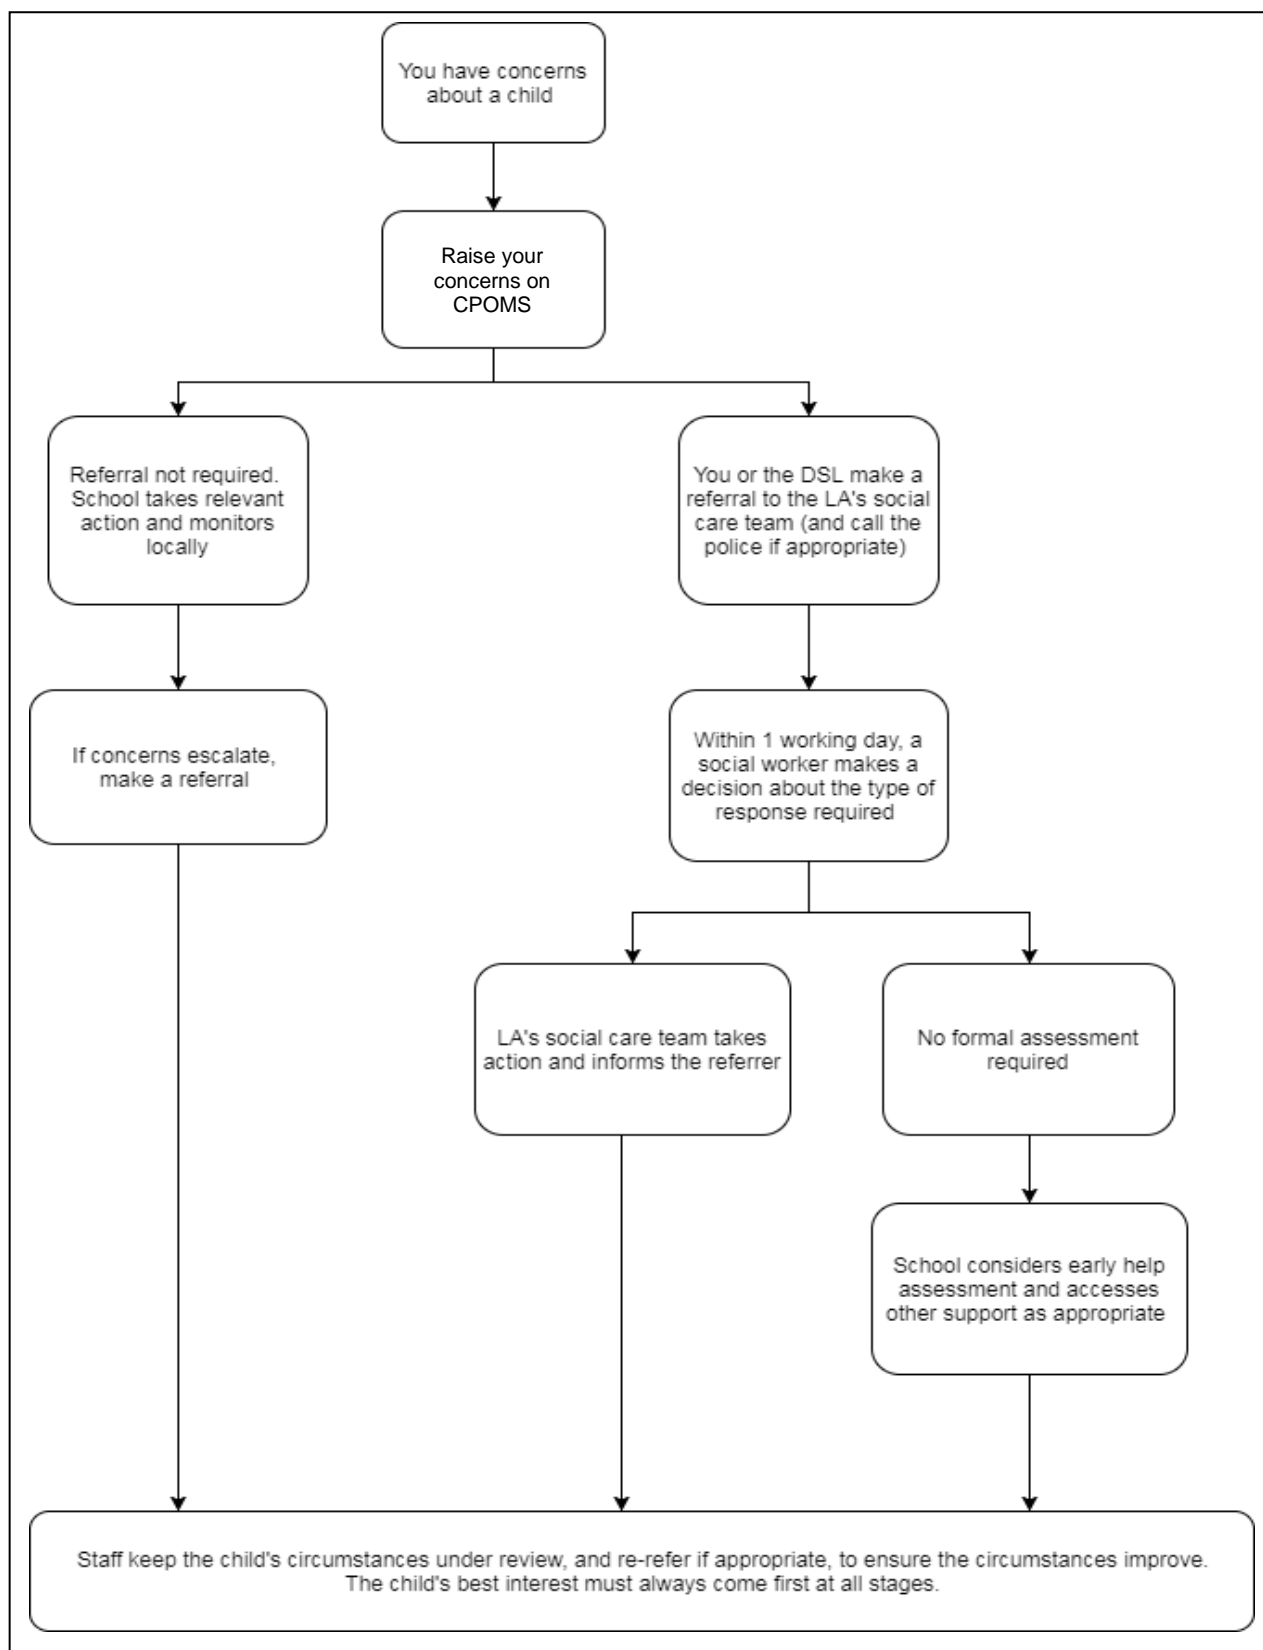 You have concerns
about a child
Raise your
concerns on
CPOMS
Referral not required.
School takes relevant
action and monitors
locally
You or the DSL make a
referral to the LA's social
care team (and call the
police if appropriate)
If concerns escalate,
make a referral
Within 1 working day, a
social worker makes a
decision about the type of
response required
LA's social care team takes
action and informs the referrer
No formal assessment
required
School considers early help
assessment and accesses
other support as appropriate
Staff keep the child's circumstances under review, and re-refer if appropriate, to ensure the circumstances improve.
The child's best interest must always come first at all stages.